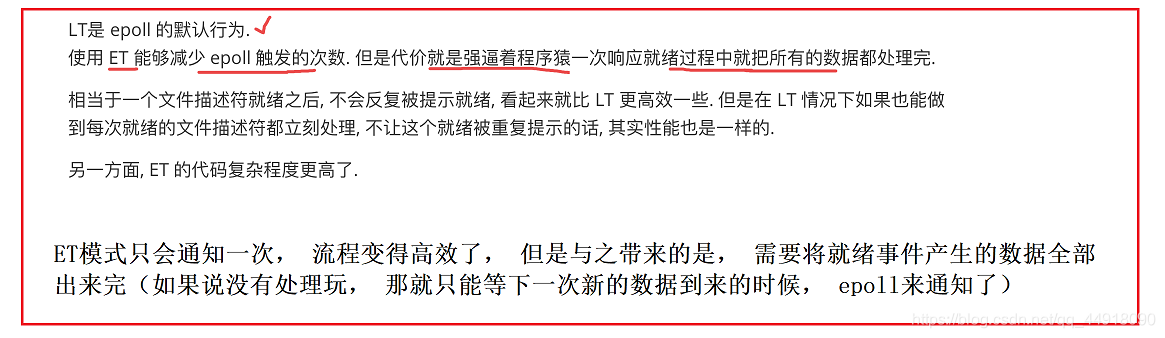 LT是 epoll 的默认行为.
使用 ET 能够减少 epoll 触发的次数. 但是代价就是强逼着程序猿一次响应就绪过程中就把所有的数据都处理完.
相当于一个文件描述符就绪之后, 不会反复被提示就绪, 看起来就比 LT 更高效一些. 但是在 LT 情况下如果也能做
到每次就绪的文件描述符都立刻处理, 不让这个就绪被重复提示的话, 其实性能也是一样的.
另一方面, ET 的代码复杂程度更高了.
ET模式只会通知一次， 流程变得高效了， 但是与之带来的是， 需要将就绪事件产生的数据全部
出来完（如果说没有处理玩， 那就只能等下一次新的数据到来的时候， epoll来通知了）
https://blog.csdn.net/qq_44918090